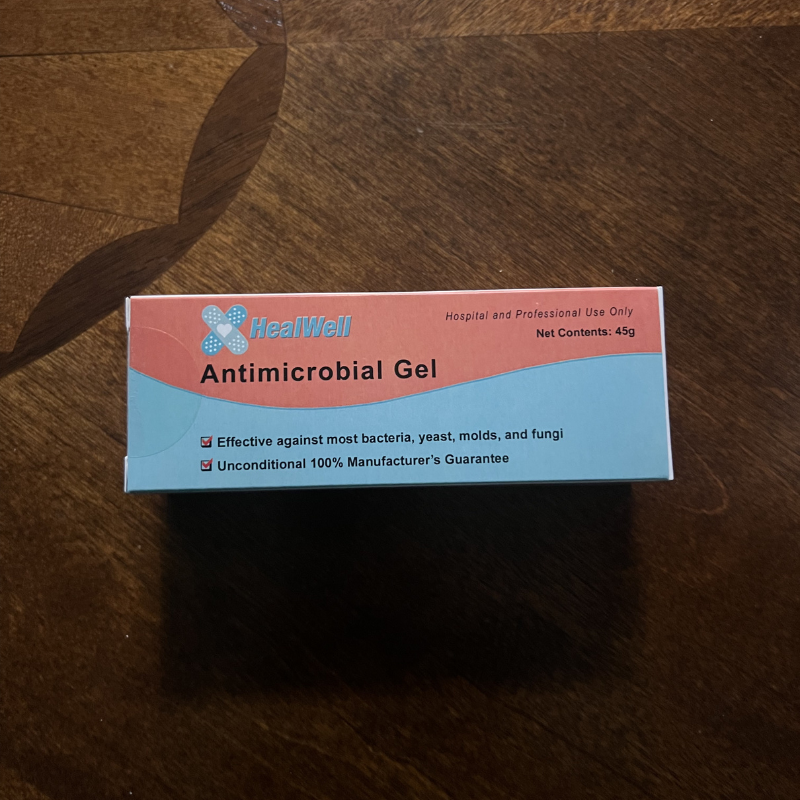 HealWell
Hospital and Professional Use Only
Net Contents: 45g
Antimicrobial Gel
Effective against most bacteria, yeast, molds, and fungi
Unconditional 100% Manufacturer's Guarantee